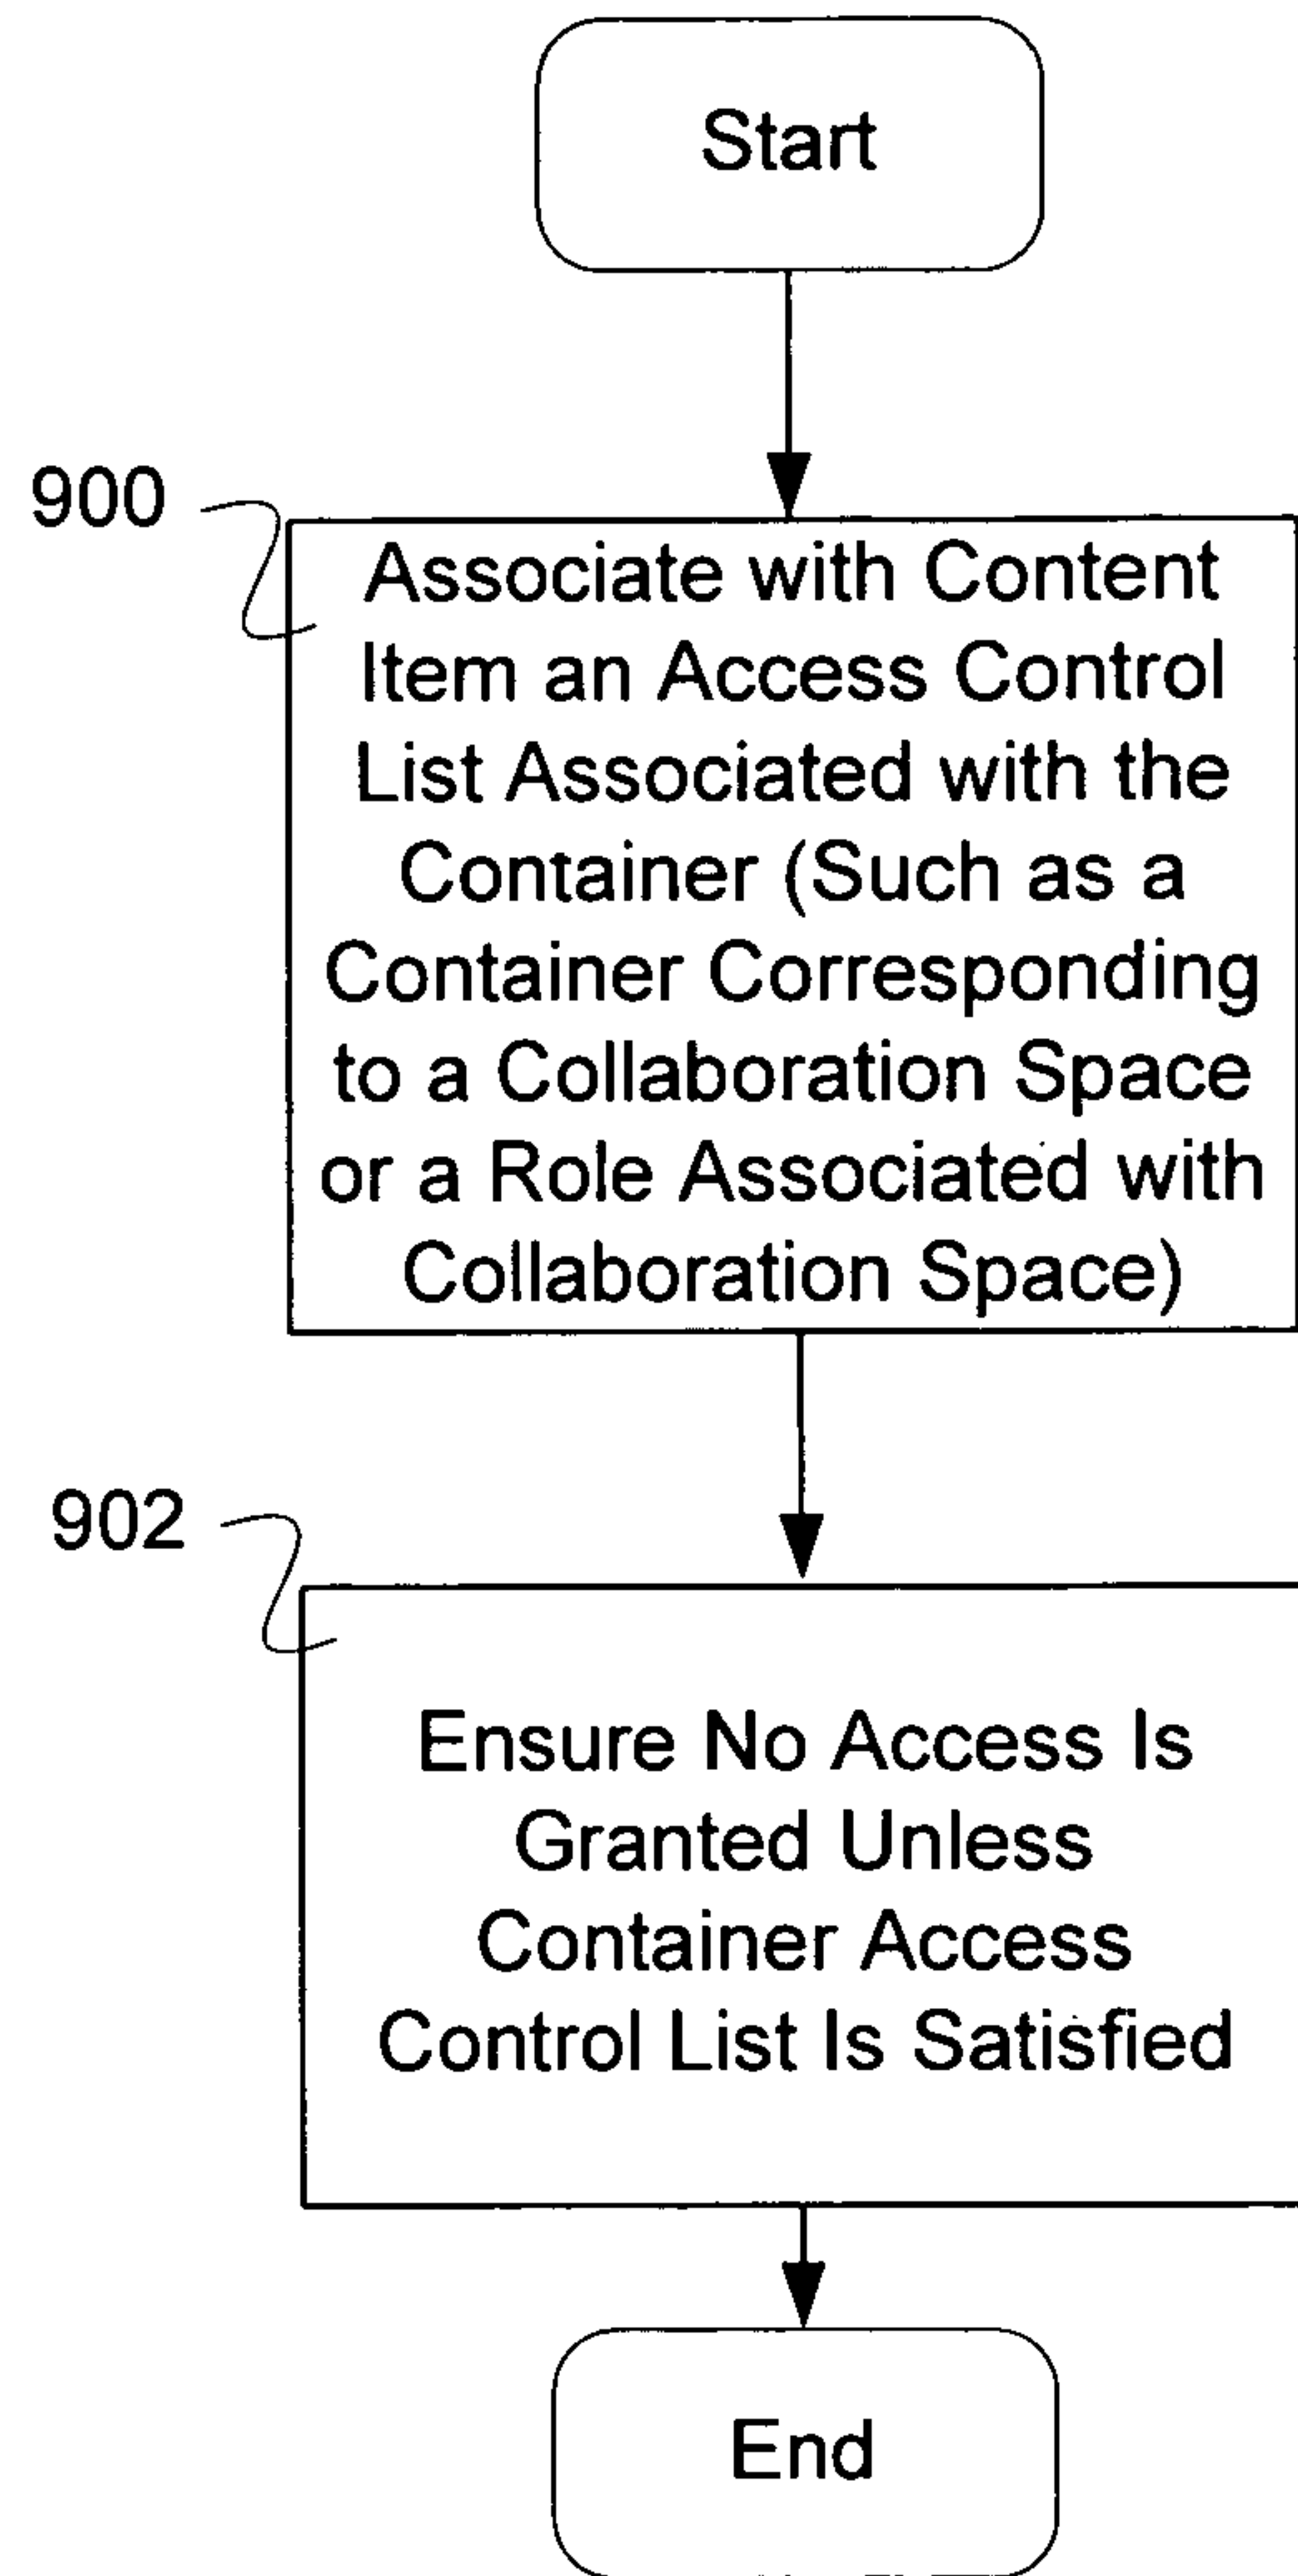 Start
900
Associate with Content
Item an Access Control
List Associated with the
Container (Such as a
Container Corresponding
to a Collaboration Space
or a Role Associated with
Collaboration Space)
902
Ensure No Access Is
Granted Unless
Container Access
Control List Is Satisfied
End